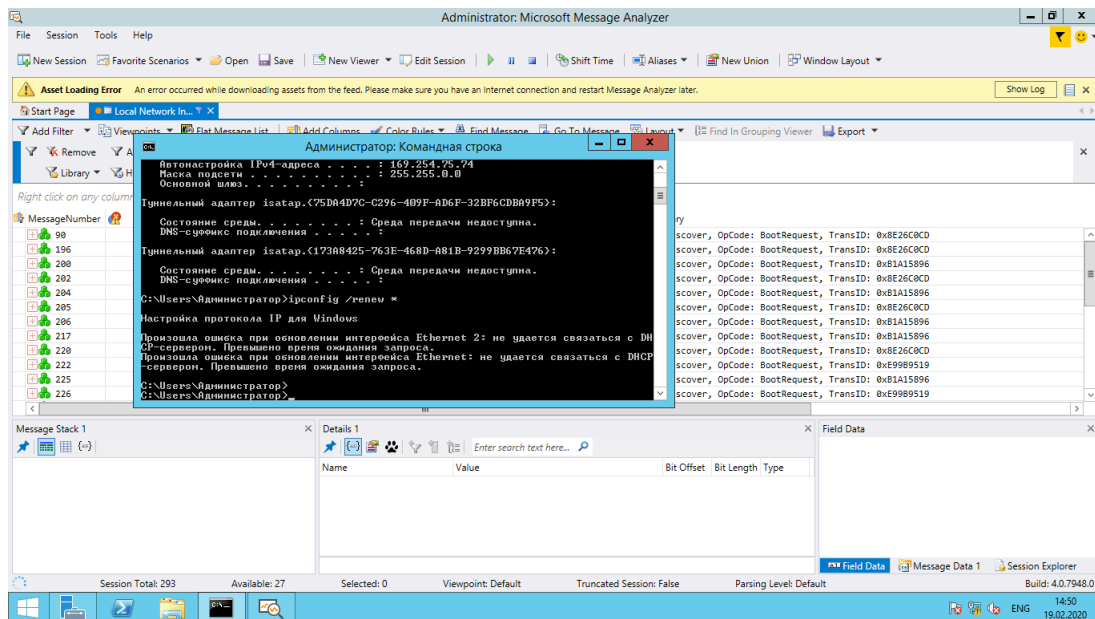 Administrator: Microsoft Message Analyzer
File Session Tools Help
New Session Favorite Scenarios Open Save New Viewer Edit Session Shift Time Aliases New Union Window Layout
Asset Loading Error An error occurred while downloading assets from the feed. Please make sure you have an Internet connection and restart Message Analyzer later. Show Log
Start Page Local Network In...
Add Filter Viewpoints Flat Message List Add Columns Color Rules Find Message Go To Message Layout Find In Grouping Viewer Export
Remove A
Library H
Right click on any column
MessageNumber ry
90 scover, OpCode: BootRequest, TransID: 0x8E26C0CD
196 scover, OpCode: BootRequest, TransID: 0x8E26C0CD
200 scover, OpCode: BootRequest, TransID: 0xB1A15896
202 scover, OpCode: BootRequest, TransID: 0x8E26C0CD
204 scover, OpCode: BootRequest, TransID: 0xB1A15896
205 scover, OpCode: BootRequest, TransID: 0x8E26C0CD
206 scover, OpCode: BootRequest, TransID: 0xB1A15896
217 scover, OpCode: BootRequest, TransID: 0xB1A15896
220 scover, OpCode: BootRequest, TransID: 0x8E26C0CD
222 scover, OpCode: BootRequest, TransID: 0xE99B9519
225 scover, OpCode: BootRequest, TransID: 0xB1A15896
226 scover, OpCode: BootRequest, TransID: 0xE99B9519
Администратор: Командная строка
Автонастройка IPv4-адреса . . . . : 169.254.75.74
Маска подсети . . . . . . . . . . : 255.255.0.0
Основной шлюз. . . . . . . . . :
Туннельный адаптер isatap.{75DA4D7C-C296-409F-AD6F-32BF6CDBA9F5}:
Состояние среды. . . . . . . . : Среда передачи недоступна.
DNS-суффикс подключения . . . . . :
Туннельный адаптер isatap.{173A8425-763E-468D-A81B-9299BB67E476}:
Состояние среды. . . . . . . . : Среда передачи недоступна.
DNS-суффикс подключения . . . . . :
C:\Users\Администратор>ipconfig /renew *
Настройка протокола IP для Windows
Произошла ошибка при обновлении интерфейса Ethernet 2: не удается связаться с DH
CP-сервером. Превышено время ожидания запроса.
Произошла ошибка при обновлении интерфейса Ethernet: не удается связаться с DHCP
-сервером. Превышено время ожидания запроса.
C:\Users\Администратор>
C:\Users\Администратор>_
Message Stack 1 Details 1 Field Data
Enter search text here...
Name Value Bit Offset Bit Length Type
Field Data Message Data 1 Session Explorer
Session Total: 293 Available: 27 Selected: 0 Viewpoint: Default Truncated Session: False Parsing Level: Default Build: 4.0.7948.0
ENG 14:50
19.02.2020